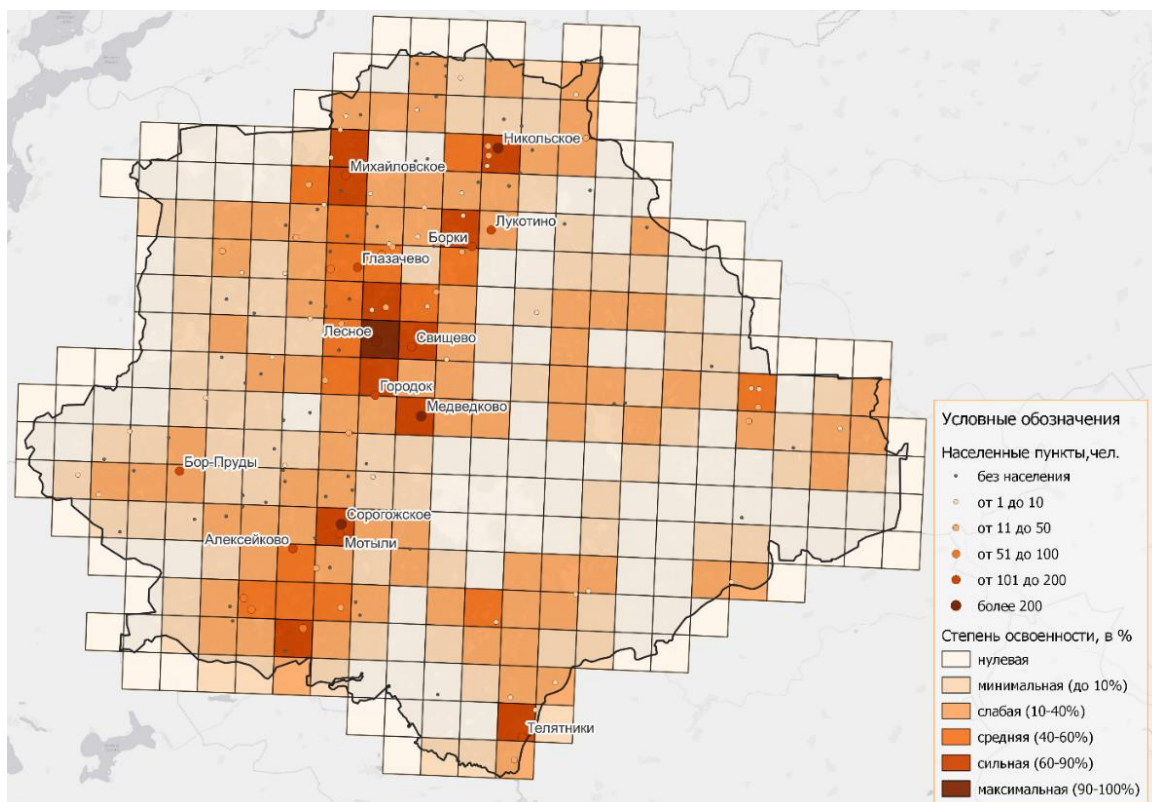 Никольское
Михайловское
Лукотино
Борки
Глазачево
Лесное
Свищево
Городок
Медведково
Бор-Пруды
Сорогожское
Алексейково
Мотыли
Телятники
Условные обозначения
Населенные пункты,чел.
без населения
от 1 до 10
от 11 до 50
от 51 до 100
от 101 до 200
более 200
Степень освоенности, в %
нулевая
минимальная (до 10%)
слабая (10-40%)
средняя (40-60%)
сильная (60-90%)
максимальная (90-100%)